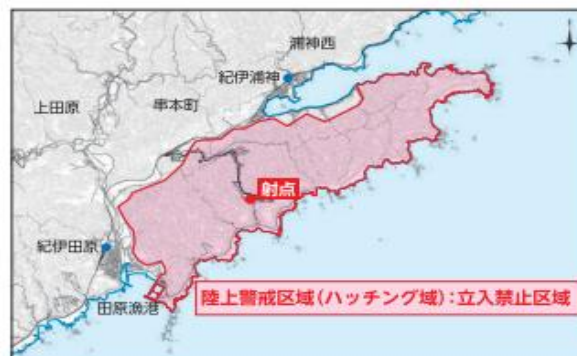 浦神西
紀伊浦神
上田原
串本町
射点
紀伊田原
田原漁港
陸上警戒区域(ハッチング域):立入禁止区域